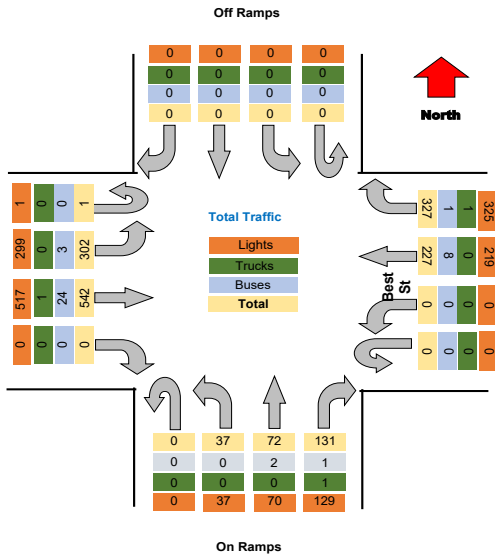 Off Ramps
0 0 0 0
0 0 0 0
0 0 0 0
0 0 0 0
North
1 0 0 1
299 0 3 302
517 1 24 542
0 0 0 0
Total Traffic
Lights
Trucks
Buses
Total
327 1 1 325
227 8 0 219
0 0 0 0
0 0 0 0
Best St
0 37 72 131
0 0 2 1
0 0 0 1
0 37 70 129
On Ramps